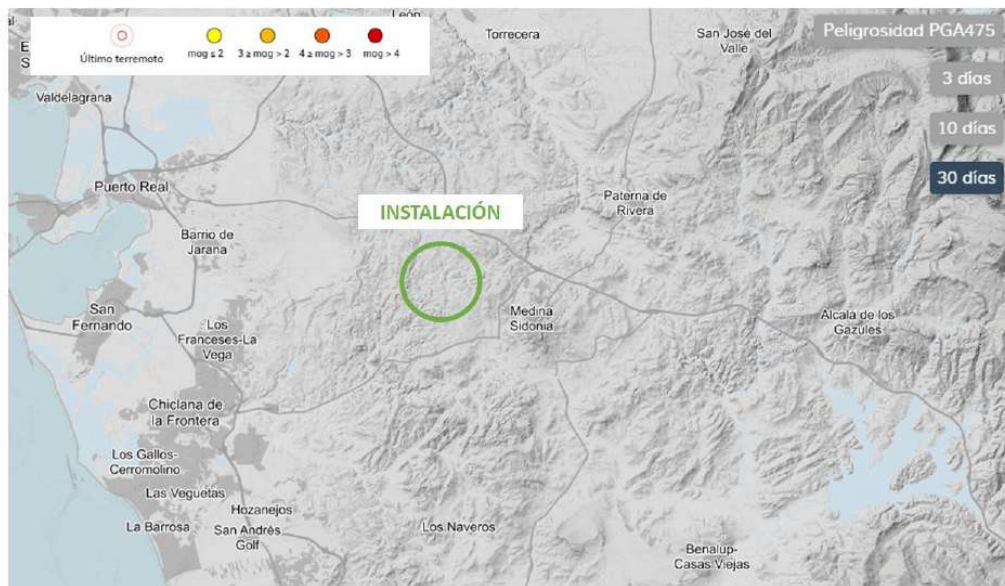 León
Torrecera
San José del
Valle
Peligrosidad PGA475
Último terremoto
mag ≤ 2
3 ≥ mag > 2
4 ≥ mag > 3
mag > 4
3 días
Valdelagrana
10 días
30 días
Puerto Real
Paterna de
Rivera
INSTALACIÓN
Barrio de
Jarana
San
Fernando
Medina
Sidonia
Alcala de los
Gazules
Los
Franceses-La
Vega
Chiclana de
la Frontera
Los Gallos-
Cerromolino
Las Veguetas
Hozanejos
La Barrosa
San Andrés
Golf
Los Naveros
Benalup-
Casas Viejas